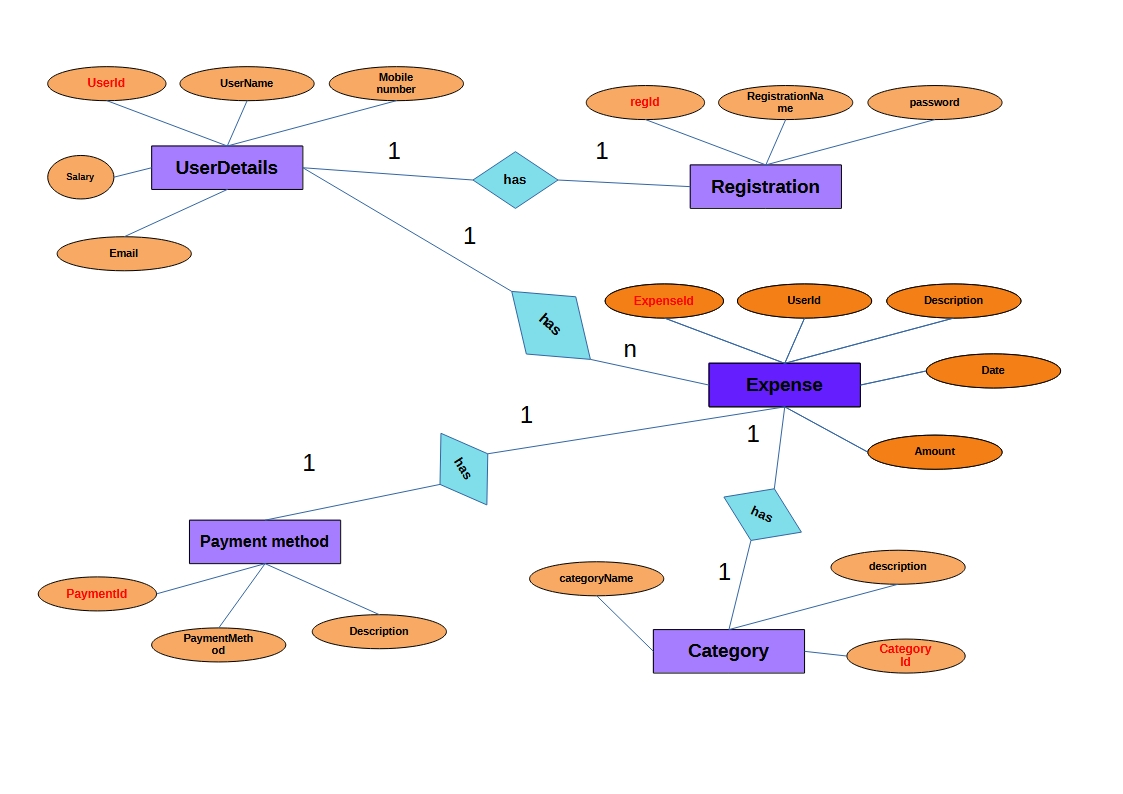 UserId
UserName
Mobile
number
regId
RegistrationNa
me
password
1
1
UserDetails
Salary
has
Registration
Email
1
ExpenseId
UserId
Description
has
n
Date
Expense
1
1
Amount
1
has
has
Payment method
1
categoryName
description
PaymentId
PaymentMeth
od
Description
Category
Category
Id